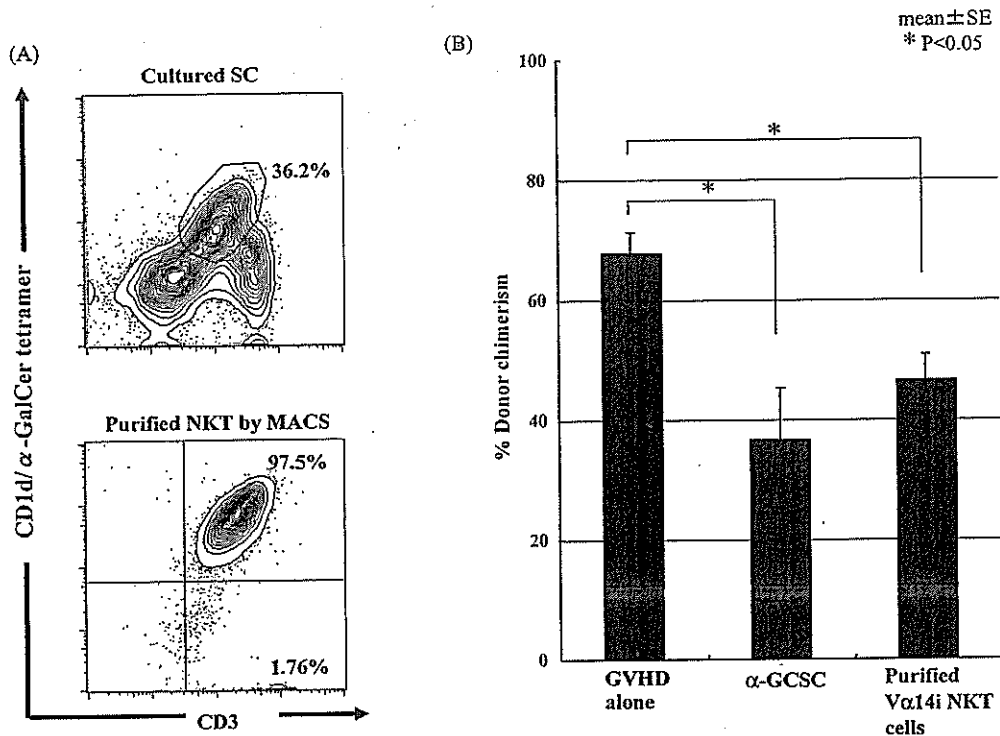 (A)
Cultured SC
36.2%
Purified NKT by MACS
97.5%
1.76%
CD1d/α-GalCer tetramer
CD3
(B)
mean±SE
* P<0.05
100
80
60
40
20
0
% Donor chimerism
*
*
GVHD
alone
α-GCSC
Purified
Vα14i NKT
cells